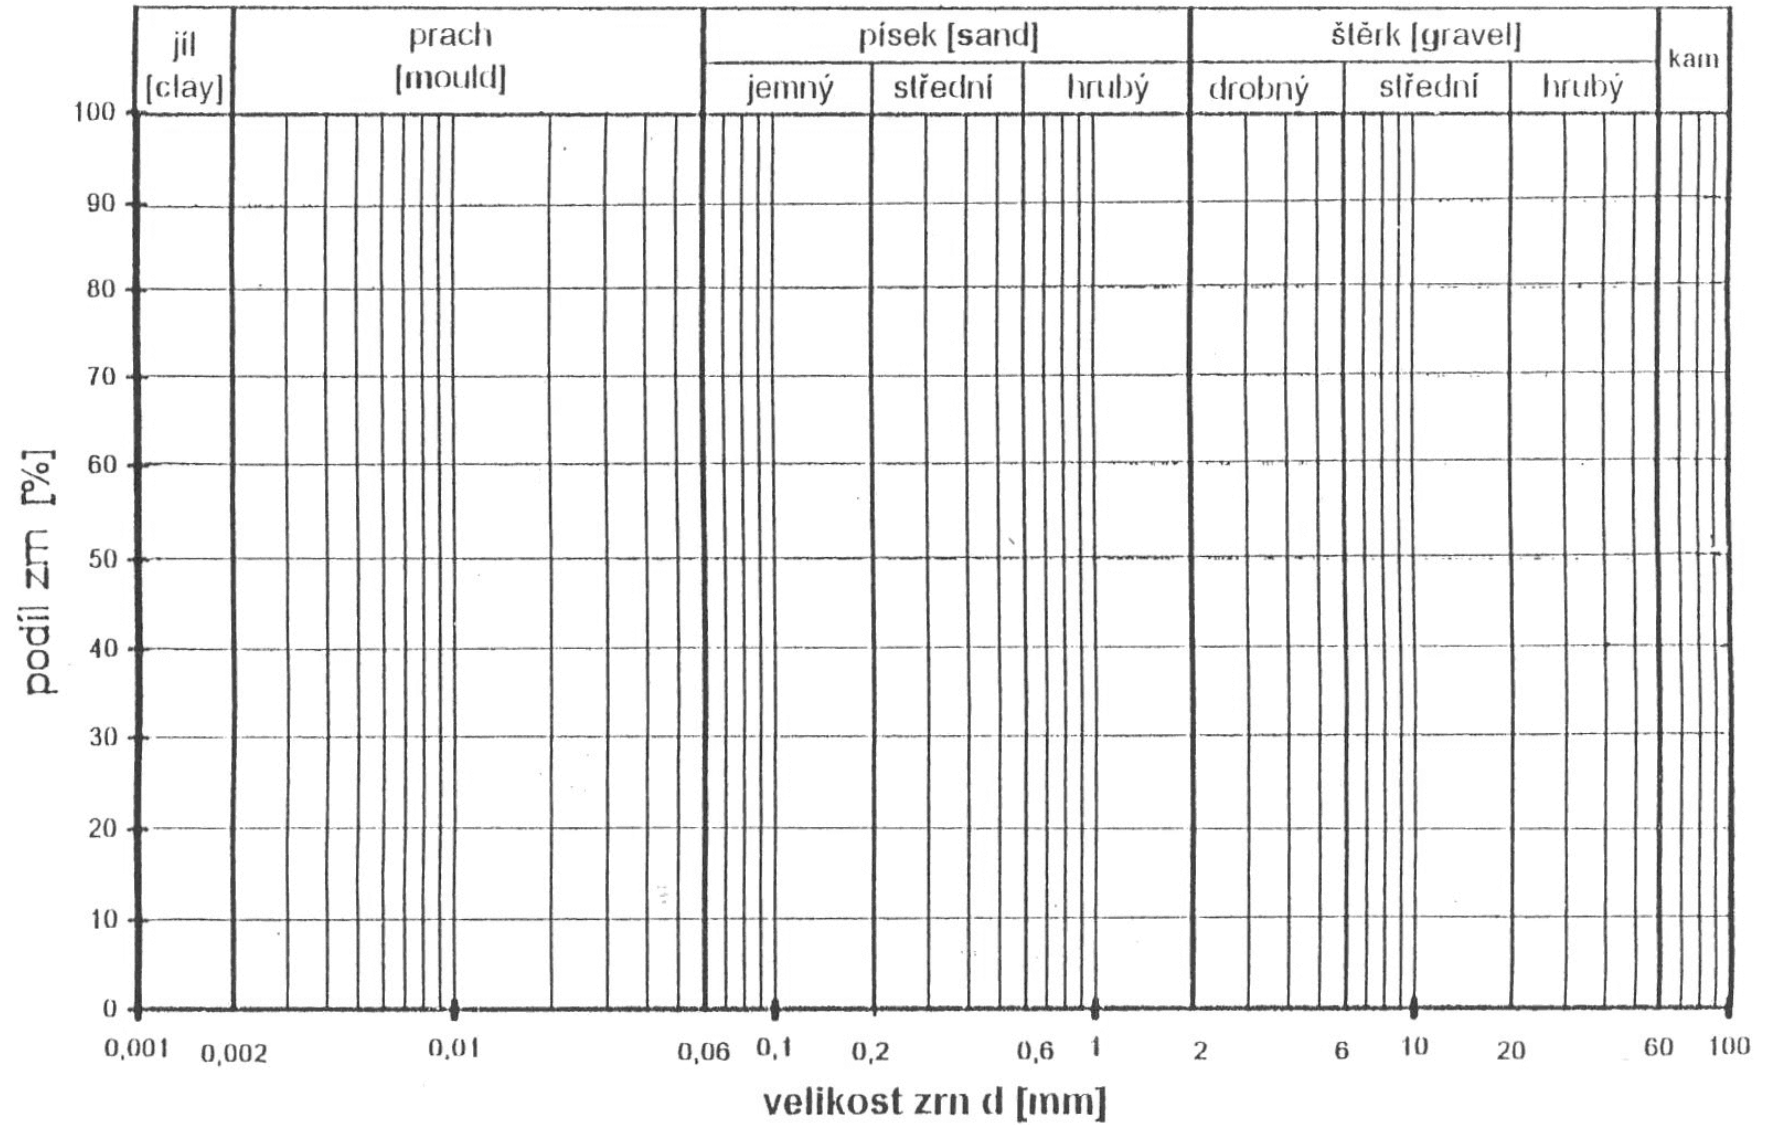 jíl
[clay]
prach
[mould]
písek [sand]
štěrk [gravel]
kam
jemný
střední
hrubý
drobný
střední
hrubý
100
90
80
70
60
50
40
30
20
10
0
podíl zrn [%]
0,001 0,002 0,01 0,06 0,1 0,2 0,6 1 2 6 10 20 60 100
velikost zrn d [mm]